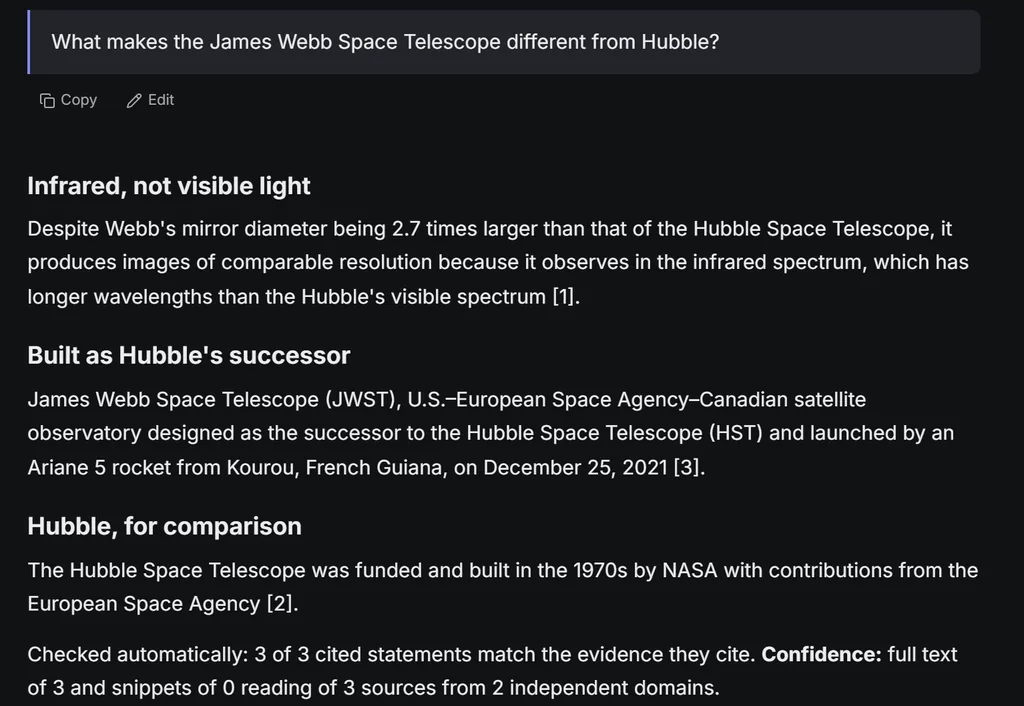 What makes the James Webb Space Telescope different from Hubble?
Copy Edit
Infrared, not visible light
Despite Webb's mirror diameter being 2.7 times larger than that of the Hubble Space Telescope, it
produces images of comparable resolution because it observes in the infrared spectrum, which has
longer wavelengths than the Hubble's visible spectrum [1].
Built as Hubble's successor
James Webb Space Telescope (JWST), U.S.–European Space Agency–Canadian satellite
observatory designed as the successor to the Hubble Space Telescope (HST) and launched by an
Ariane 5 rocket from Kourou, French Guiana, on December 25, 2021 [3].
Hubble, for comparison
The Hubble Space Telescope was funded and built in the 1970s by NASA with contributions from the
European Space Agency [2].
Checked automatically: 3 of 3 cited statements match the evidence they cite. Confidence: full text
of 3 and snippets of 0 reading of 3 sources from 2 independent domains.